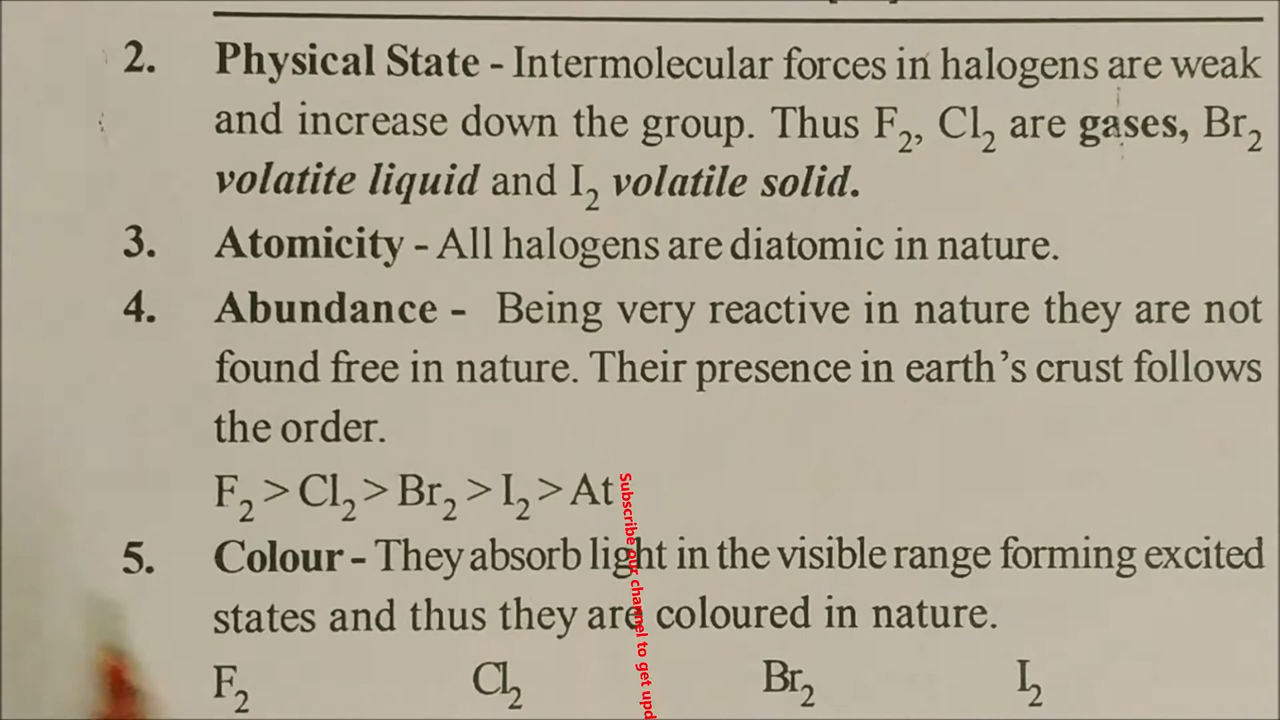 2. Physical State - Intermolecular forces in halogens are weak
and increase down the group. Thus F₂, Cl₂ are gases, Br₂
volatite liquid and I₂ volatile solid.
3. Atomicity - All halogens are diatomic in nature.
4. Abundance - Being very reactive in nature they are not
found free in nature. Their presence in earth's crust follows
the order.
F₂ > Cl₂ > Br₂ > I₂ > At
5. Colour - They absorb light in the visible range forming excited
states and thus they are coloured in nature.
F₂ Cl₂ Br₂ I₂
Subscribe our channel to get upd